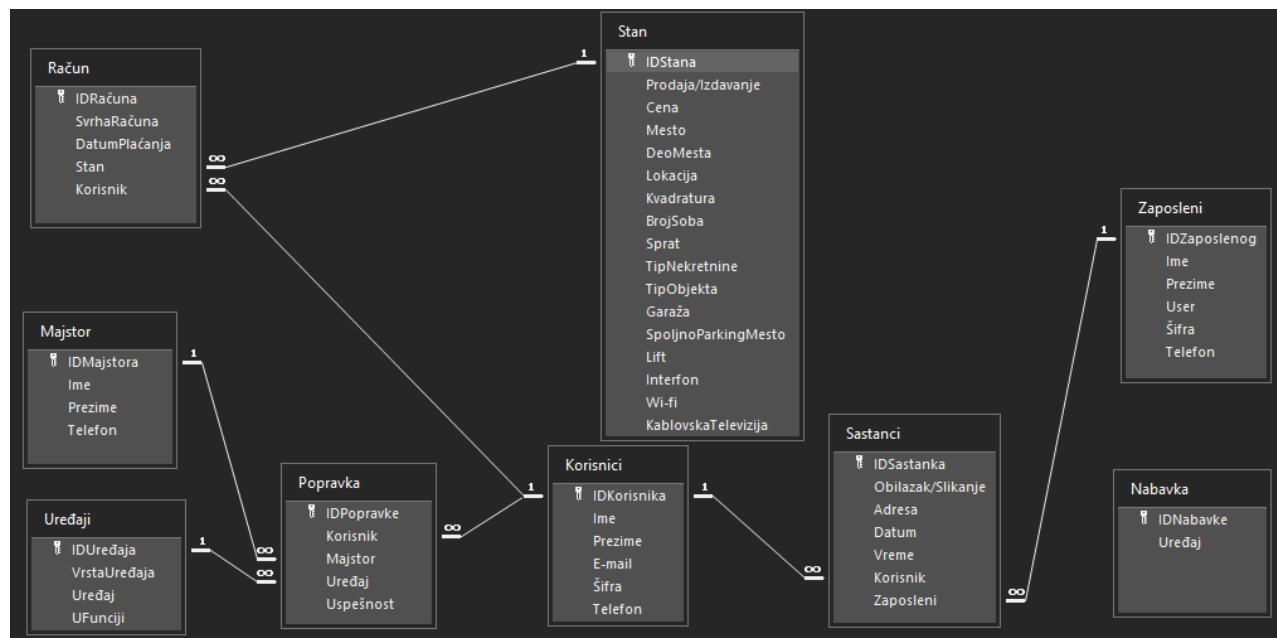 Račun
IDRačuna
SvrhaRačuna
DatumPlaćanja
Stan
Korisnik
∞
∞
Stan
1
IDStana
Prodaja/Izdavanje
Cena
Mesto
DeoMesta
Lokacija
Kvadratura
BrojSoba
Sprat
TipNekretnine
TipObjekta
Garaža
SpoljnoParkingMesto
Lift
Interfon
Wi-fi
KablovskaTelevizija
Zaposleni
1
IDZaposlenog
Ime
Prezime
User
Šifra
Telefon
Majstor
1
IDMajstora
Ime
Prezime
Telefon
Uređaji
1
IDUređaja
VrstaUređaja
Uređaj
UFunciji
Popravka
IDPopravke
Korisnik
Majstor
Uređaj
Uspešnost
∞
∞
∞
Korisnici
1
1
IDKorisnika
Ime
Prezime
E-mail
Šifra
Telefon
Sastanci
IDSastanka
Obilazak/Slikanje
Adresa
Datum
Vreme
Korisnik
Zaposleni
∞
∞
Nabavka
IDNabavke
Uređaj